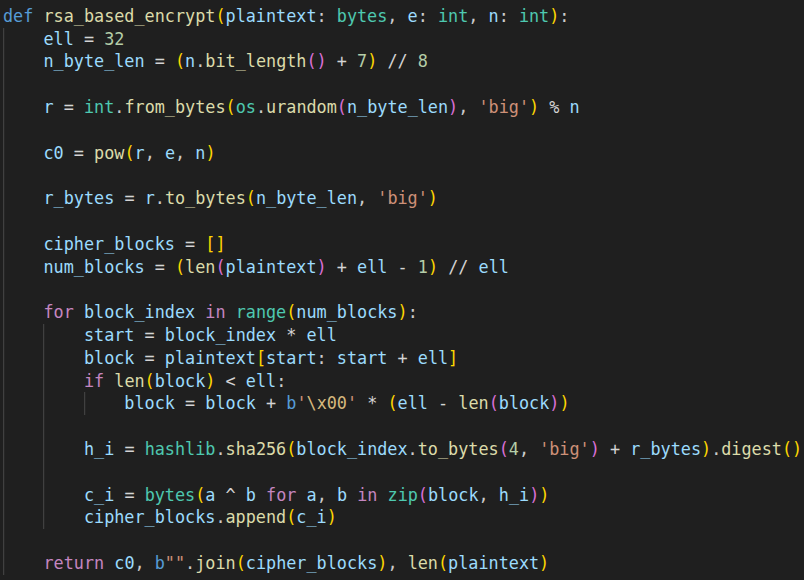 def rsa_based_encrypt(plaintext: bytes, e: int, n: int):
    ell = 32
    n_byte_len = (n.bit_length() + 7) // 8

    r = int.from_bytes(os.urandom(n_byte_len), 'big') % n

    c0 = pow(r, e, n)

    r_bytes = r.to_bytes(n_byte_len, 'big')

    cipher_blocks = []
    num_blocks = (len(plaintext) + ell - 1) // ell

    for block_index in range(num_blocks):
        start = block_index * ell
        block = plaintext[start: start + ell]
        if len(block) < ell:
            block = block + b'\x00' * (ell - len(block))

        h_i = hashlib.sha256(block_index.to_bytes(4, 'big') + r_bytes).digest()

        c_i = bytes(a ^ b for a, b in zip(block, h_i))
        cipher_blocks.append(c_i)

    return c0, b"".join(cipher_blocks), len(plaintext)